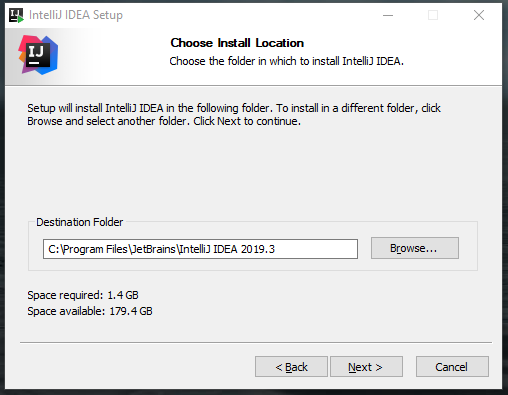 IntelliJ IDEA Setup
IJ
Choose Install Location
Choose the folder in which to install IntelliJ IDEA.
Setup will install IntelliJ IDEA in the following folder. To install in a different folder, click
Browse and select another folder. Click Next to continue.
Destination Folder
C:\Program Files\JetBrains\IntelliJ IDEA 2019.3
Browse...
Space required: 1.4 GB
Space available: 179.4 GB
< Back
Next >
Cancel